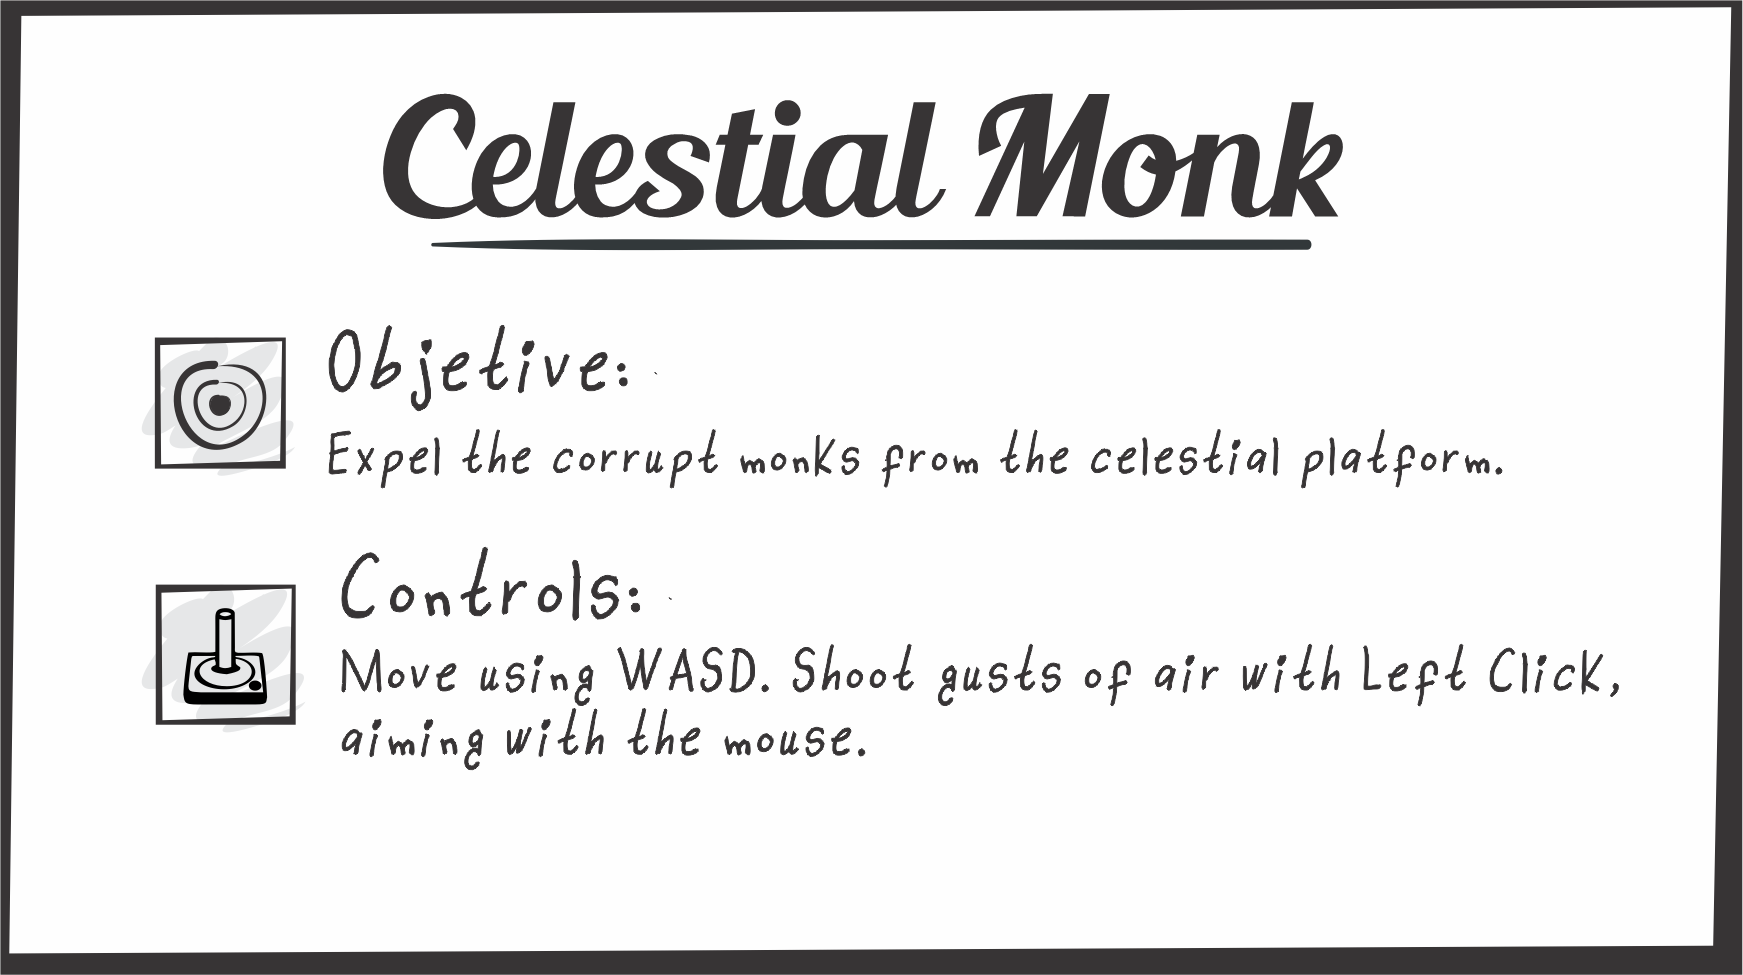 Celestial Monk
Objetive:
Expel the corrupt monks from the celestial platform.
Controls:
Move using WASD. Shoot gusts of air with Left Click,
aiming with the mouse.